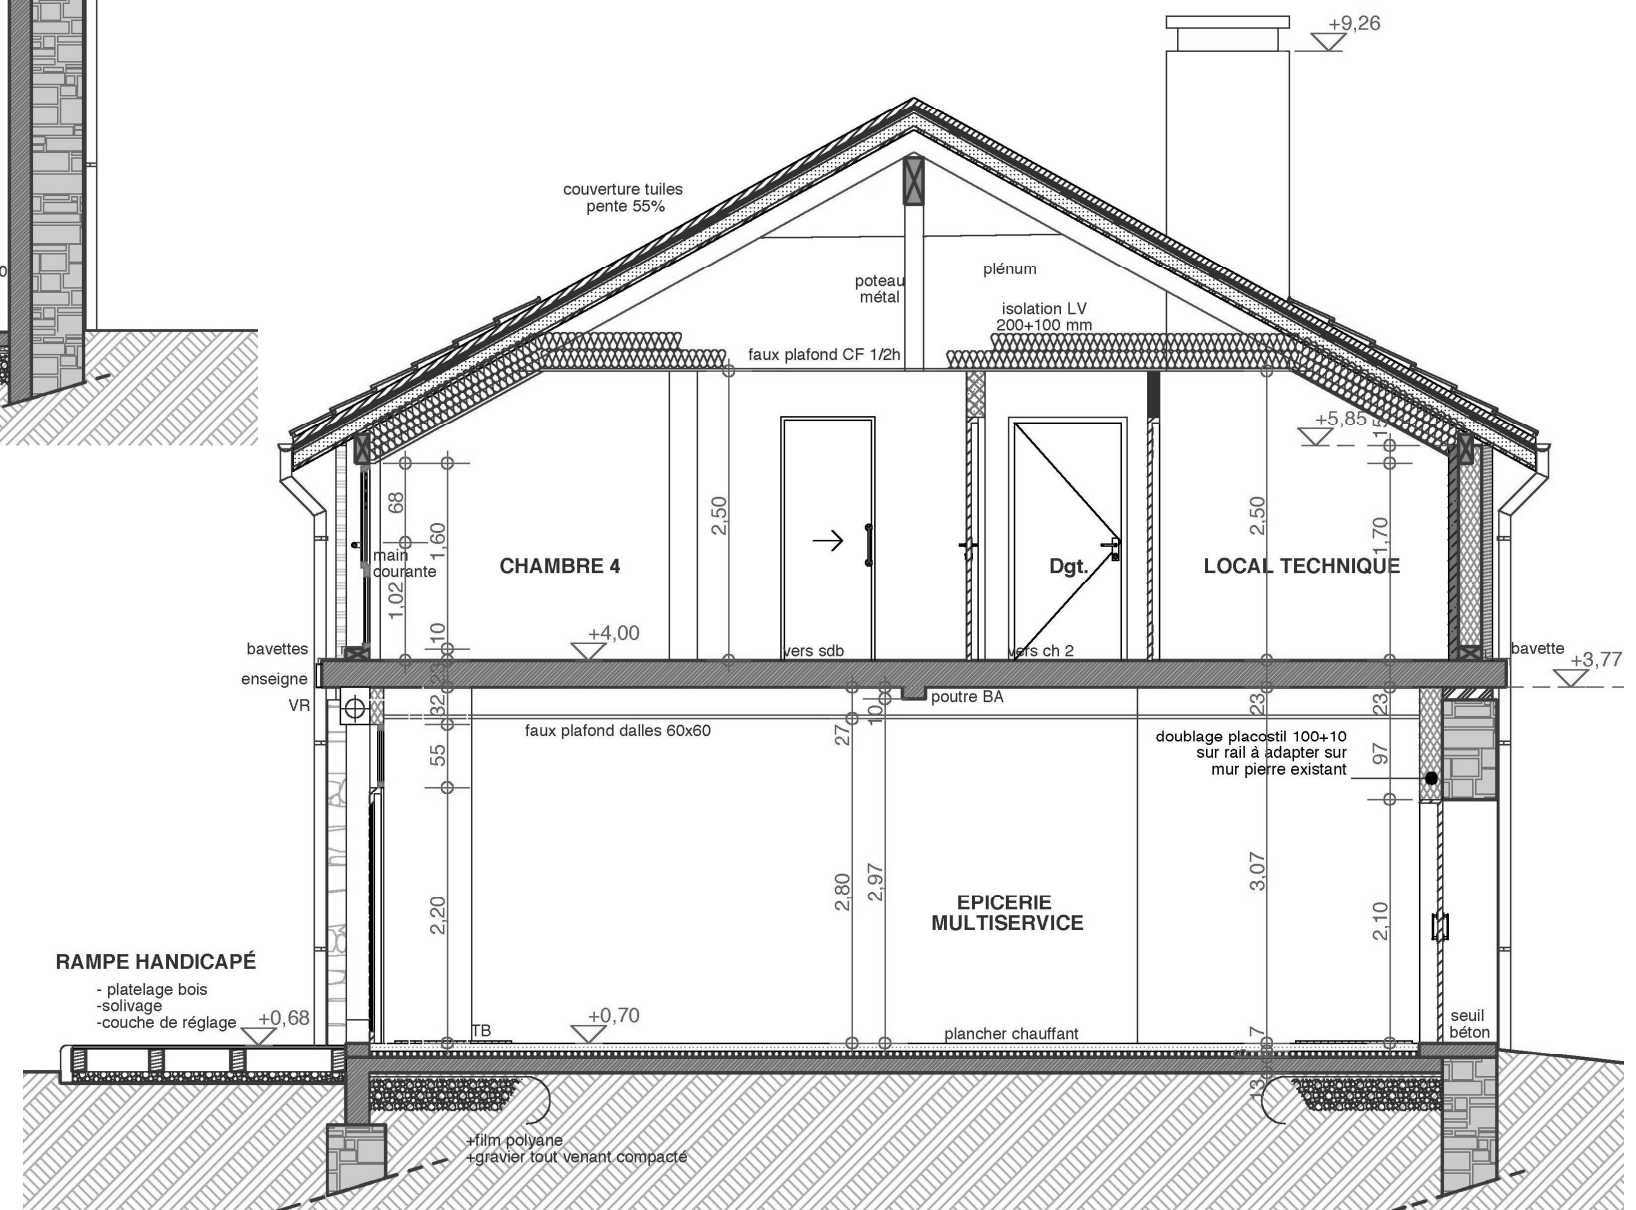 +9,26
couverture tuiles
pente 55%
poteau
métal
plénum
isolation LV
200+100 mm
faux plafond CF 1/2h
+5,85
15
68
1,60
2,50
2,50
1,70
main
courante
1,02
10
CHAMBRE 4
Dgt.
LOCAL TECHNIQUE
+4,00
vers sdb
vers ch 2
bavettes
bavette
+3,77
enseigne
VR
23
32
poutre BA
10
27
23
23
faux plafond dalles 60x60
doublage placostil 100+10
sur rail à adapter sur
mur pierre existant
55
97
2,20
2,80
2,97
3,07
2,10
EPICERIE
MULTISERVICE
RAMPE HANDICAPÉ
- platelage bois
-solivage
-couche de réglage
+0,68
TB
+0,70
plancher chauffant
seuil
béton
7
13
+film polyane
+gravier tout venant compacté